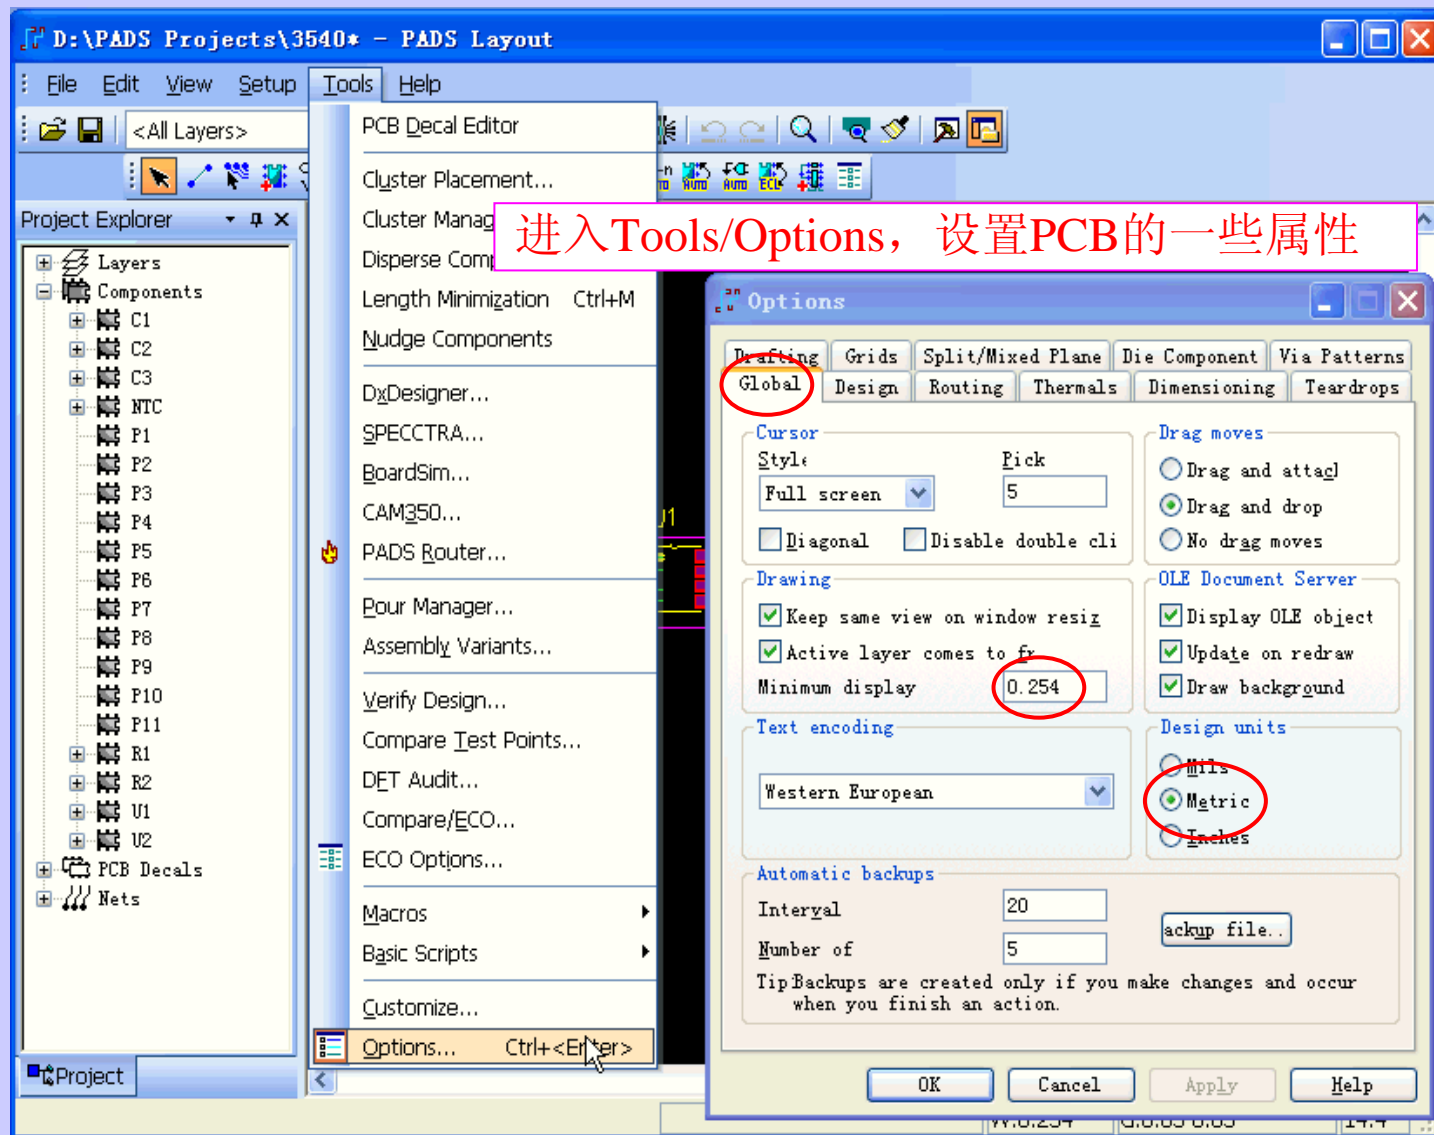 D:\PADS Projects\3540* - PADS Layout
File Edit View Setup Tools Help
<All Layers>
Project Explorer
Layers
Components
C1
C2
C3
NTC
P1
P2
P3
P4
P5
P6
P7
P8
P9
P10
P11
R1
R2
U1
U2
PCB Decals
Nets
Project
PCB Decal Editor
Cluster Placement...
Cluster Manag
Disperse Comp
Length Minimization Ctrl+M
Nudge Components
DxDesigner...
SPECCTRA...
BoardSim...
CAM350...
PADS Router...
Pour Manager...
Assembly Variants...
Verify Design...
Compare Test Points...
DFT Audit...
Compare/ECO...
ECO Options...
Macros
Basic Scripts
Customize...
Options... Ctrl+<Enter>
进入Tools/Options，设置PCB的一些属性
Options
Drafting Grids Split/Mixed Plane Die Component Via Patterns
Global Design Routing Thermals Dimensioning Teardrops
Cursor
Style Pick
Full screen 5
Diagonal Disable double cli
Drag moves
Drag and attacl
Drag and drop
No drag moves
Drawing
Keep same view on window resiz
Active layer comes to fr
Minimum display 0.254
OLE Document Server
Display OLE object
Update on redraw
Draw background
Text encoding
Western European
Design units
Mils
Metric
Inches
Automatic backups
Interval 20
Number of 5
ackup file..
Tip:Backups are created only if you make changes and occur
when you finish an action.
OK Cancel Apply Help